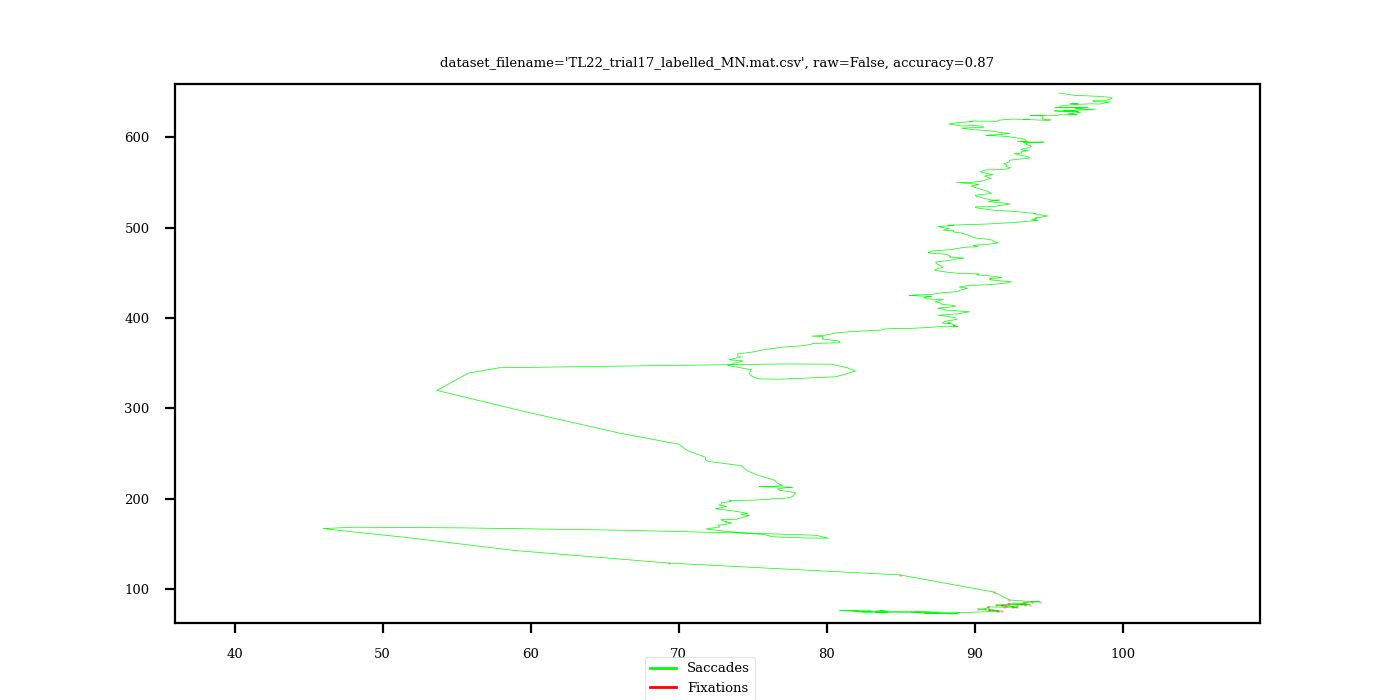 dataset_filename='TL22_trial17_labelled_MN.mat.csv', raw=False, accuracy=0.87
600
500
400
300
200
100
40 50 60 70 80 90 100
Saccades
Fixations